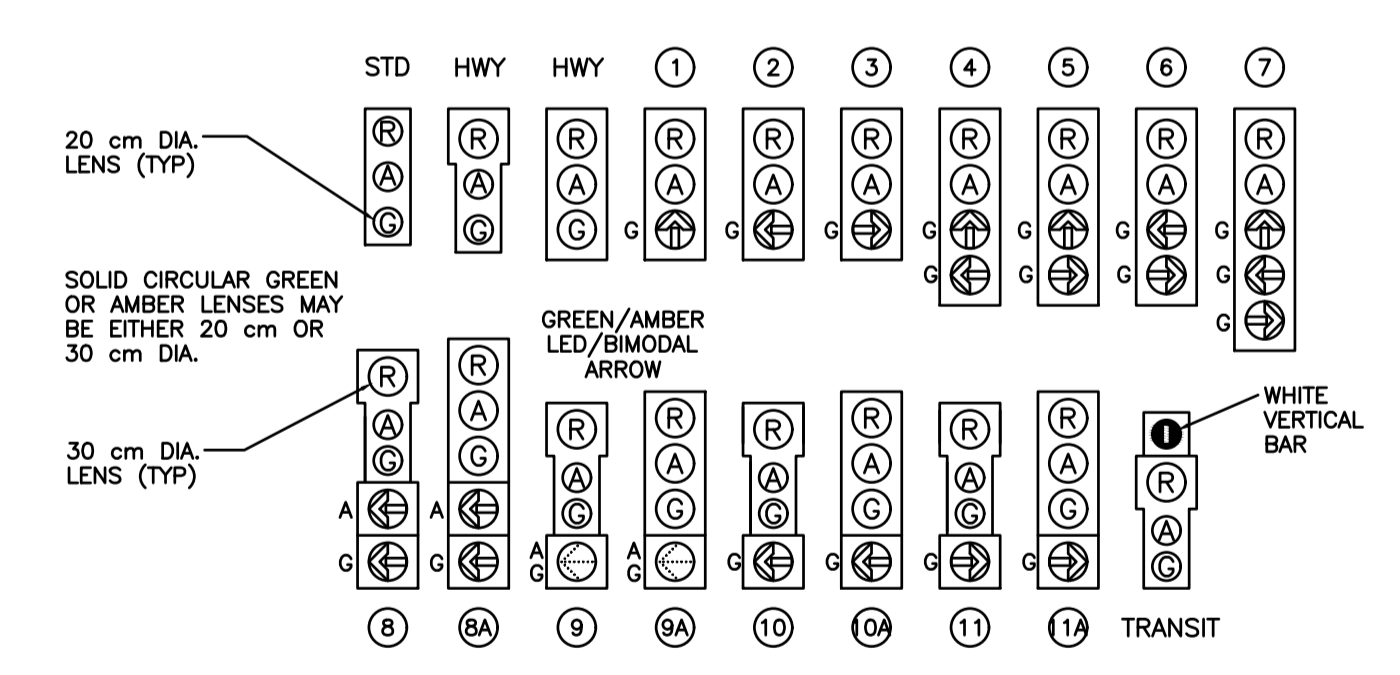 STD HWY HWY 1 2 3 4 5 6 7
20 cm DIA.
LENS (TYP)
R R R R R R R R R R
A A A A A A A A A A
G G G G G G G G G G
G G G G
G
SOLID CIRCULAR GREEN
OR AMBER LENSES MAY
BE EITHER 20 cm OR
30 cm DIA.
GREEN/AMBER
LED/BIMODAL
ARROW
30 cm DIA.
LENS (TYP)
WHITE
VERTICAL
BAR
R R R R R R R R R
A A A A A A A A A
G G G G G G G G G
A A A A
G G G G G G G G
8 8A 9 9A 10 10A 11 11A TRANSIT